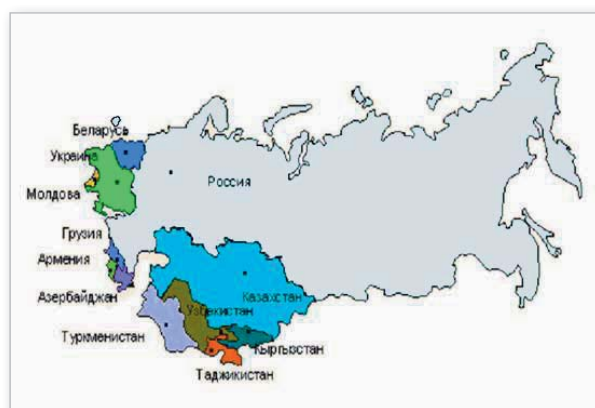 Беларусь
Украина
Россия
Молдова
Грузия
Армения
Азербайджан
Казахстан
Узбекистан
Туркменистан
Кыргызстан
Таджикистан